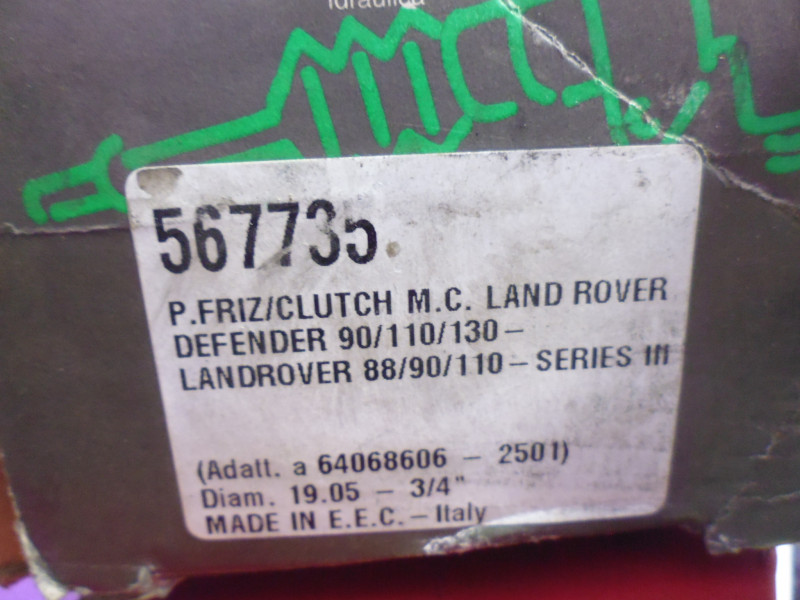 idraulica
567735
P.FRIZ/CLUTCH M.C. LAND ROVER
DEFENDER 90/110/130 –
LANDROVER 88/90/110 – SERIES III
(Adatt. a 64068606 – 2501)
Diam. 19.05 – 3/4"
MADE IN E.E.C. – Italy